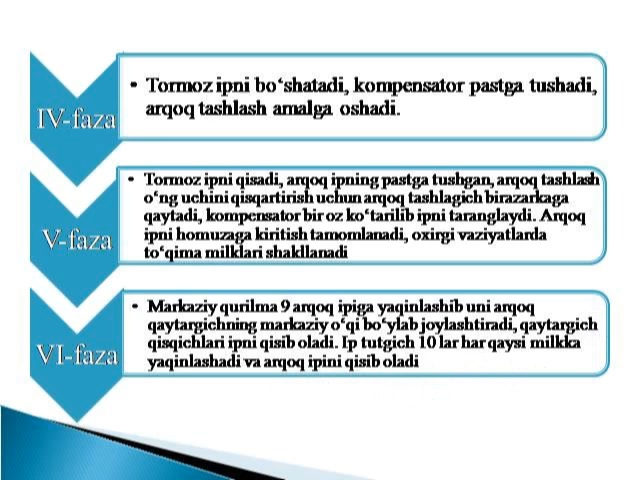 IV-faza
• Tormoz ipni bo‘shatadi, kompensator pastga tushadi,
arqoq tashlash amalga oshadi.
V-faza
• Tormoz ipni qisadi, arqoq ipning pastga tushgan, arqoq tashlash
o‘ng uchini qisqartirish uchun arqoq tashlagich birazarkaga
qaytadi, kompensator bir oz ko‘tarilib ipni taranglaydi. Arqoq
ipni homuzaga kiritish tamomlanadi, oxirgi vaziyatlarda
to‘qima milklari shakllanadi
VI-faza
• Markaziy qurilma 9 arqoq ipiga yaqinlashib uni arqoq
qaytargichning markaziy o‘qi bo‘ylab joylashtiradi, qaytargich
qisqichlari ipni qisib oladi. Ip tutgich 10 lar har qaysi milkka
yaqinlashadi va arqoq ipini qisib oladi